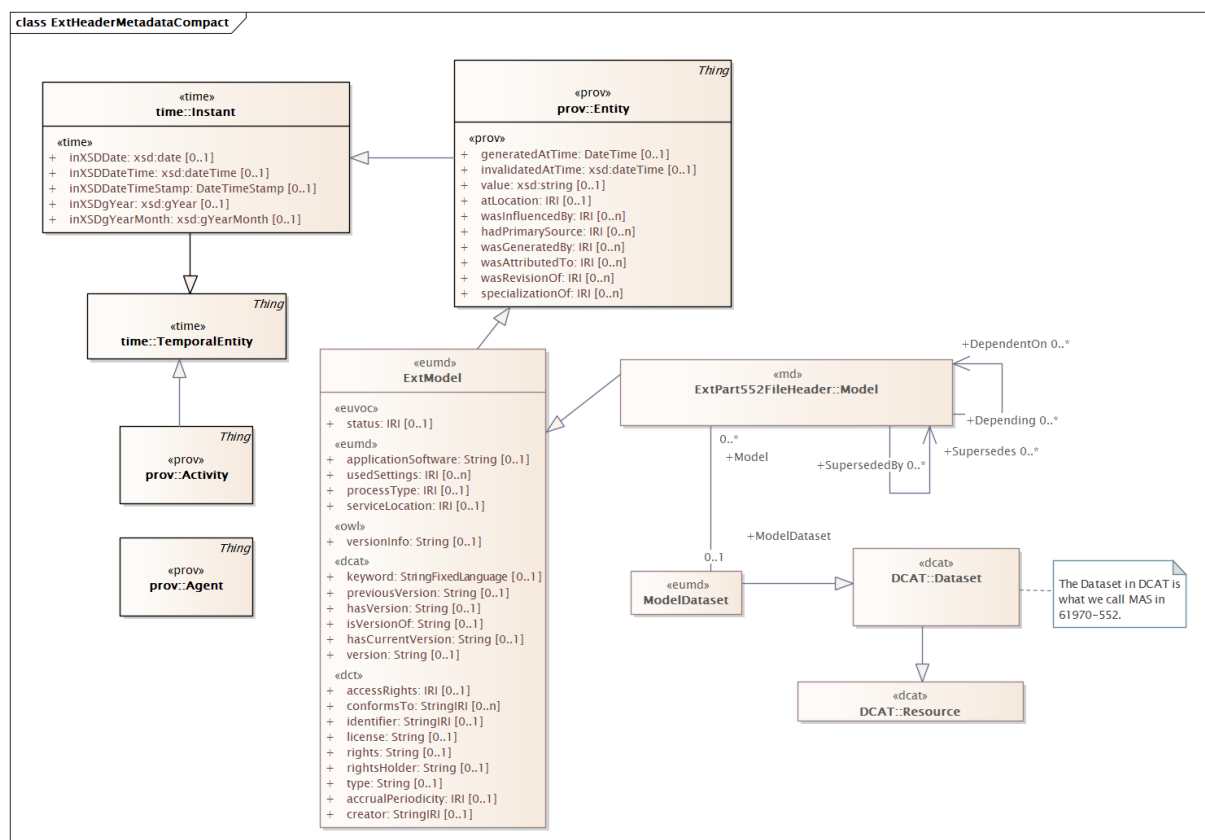 class ExtHeaderMetadataCompact
«time»
time::Instant
«time»
+ inXSDDate: xsd:date [0..1]
+ inXSDDateTime: xsd:dateTime [0..1]
+ inXSDDateTimeStamp: DateTimeStamp [0..1]
+ inXSDgYear: xsd:gYear [0..1]
+ inXSDgYearMonth: xsd:gYearMonth [0..1]
Thing
«prov»
prov::Entity
«prov»
+ generatedAtTime: DateTime [0..1]
+ invalidatedAtTime: xsd:dateTime [0..1]
+ value: xsd:string [0..1]
+ atLocation: IRI [0..1]
+ wasInfluencedBy: IRI [0..n]
+ hadPrimarySource: IRI [0..n]
+ wasGeneratedBy: IRI [0..n]
+ wasAttributedTo: IRI [0..n]
+ wasRevisionOf: IRI [0..n]
+ specializationOf: IRI [0..n]
Thing
«time»
time::TemporalEntity
Thing
«prov»
prov::Activity
Thing
«prov»
prov::Agent
«eumd»
ExtModel
«euvoc»
+ status: IRI [0..1]
«eumd»
+ applicationSoftware: String [0..1]
+ usedSettings: IRI [0..n]
+ processType: IRI [0..1]
+ serviceLocation: IRI [0..1]
«owl»
+ versionInfo: String [0..1]
«dcat»
+ keyword: StringFixedLanguage [0..1]
+ previousVersion: String [0..1]
+ hasVersion: String [0..1]
+ isVersionOf: String [0..1]
+ hasCurrentVersion: String [0..1]
+ version: String [0..1]
«dct»
+ accessRights: IRI [0..1]
+ conformsTo: StringIRI [0..n]
+ identifier: StringIRI [0..1]
+ license: String [0..1]
+ rights: String [0..1]
+ rightsHolder: String [0..1]
+ type: String [0..1]
+ accrualPeriodicity: IRI [0..1]
+ creator: StringIRI [0..1]
«md»
ExtPart552FileHeader::Model
+DependentOn 0..*
+Depending 0..*
+SupersededBy 0..*
+Supersedes 0..*
0..*
+Model
+ModelDataset
0..1
«eumd»
ModelDataset
«dcat»
DCAT::Dataset
The Dataset in DCAT is
what we call MAS in
61970-552.
«dcat»
DCAT::Resource